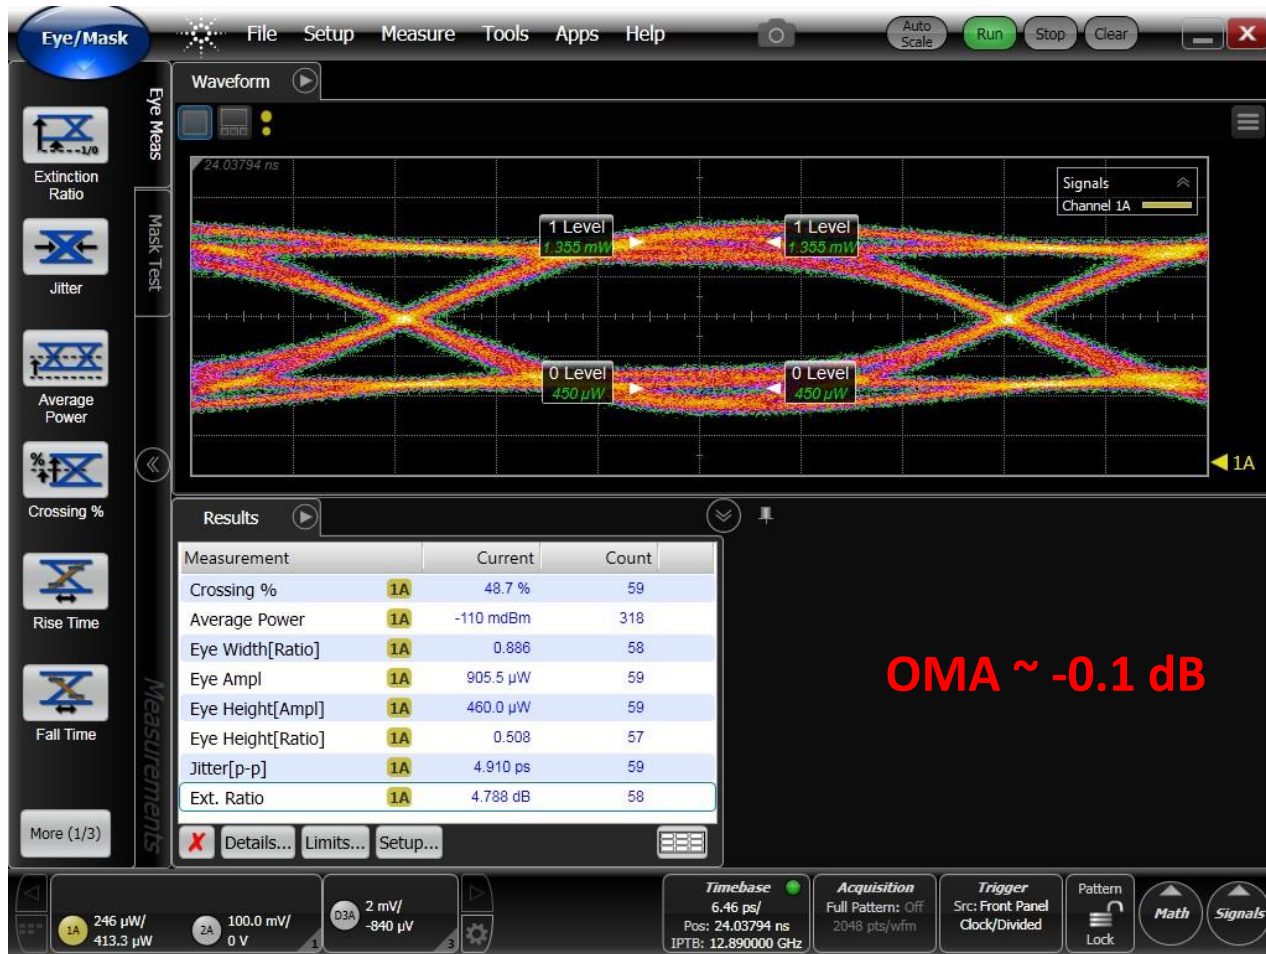 Eye/Mask
File Setup Measure Tools Apps Help
Auto Scale
Run Stop Clear
Waveform
Eye Meas
Mask Test
Measurements
1/0
Extinction
Ratio
Jitter
Average
Power
%
Crossing %
Rise Time
Fall Time
More (1/3)
24.03794 ns
Signals
Channel 1A
1 Level
1.355 mW
1 Level
1.355 mW
0 Level
450 µW
0 Level
450 µW
1A
Results
Measurement Current Count
Crossing % 1A 48.7 % 59
Average Power 1A -110 mdBm 318
Eye Width[Ratio] 1A 0.886 58
Eye Ampl 1A 905.5 µW 59
Eye Height[Ampl] 1A 460.0 µW 59
Eye Height[Ratio] 1A 0.508 57
Jitter[p-p] 1A 4.910 ps 59
Ext. Ratio 1A 4.788 dB 58
Details... Limits... Setup...
OMA ~ -0.1 dB
1A 246 µW/
413.3 µW
2A 100.0 mV/
0 V
1
D3A 2 mV/
-840 µV
3
Timebase
6.46 ps/
Pos: 24.03794 ns
IPTB: 12.890000 GHz
Acquisition
Full Pattern: Off
2048 pts/wfm
Trigger
Src: Front Panel
Clock/Divided
Pattern
Lock
Math
Signals